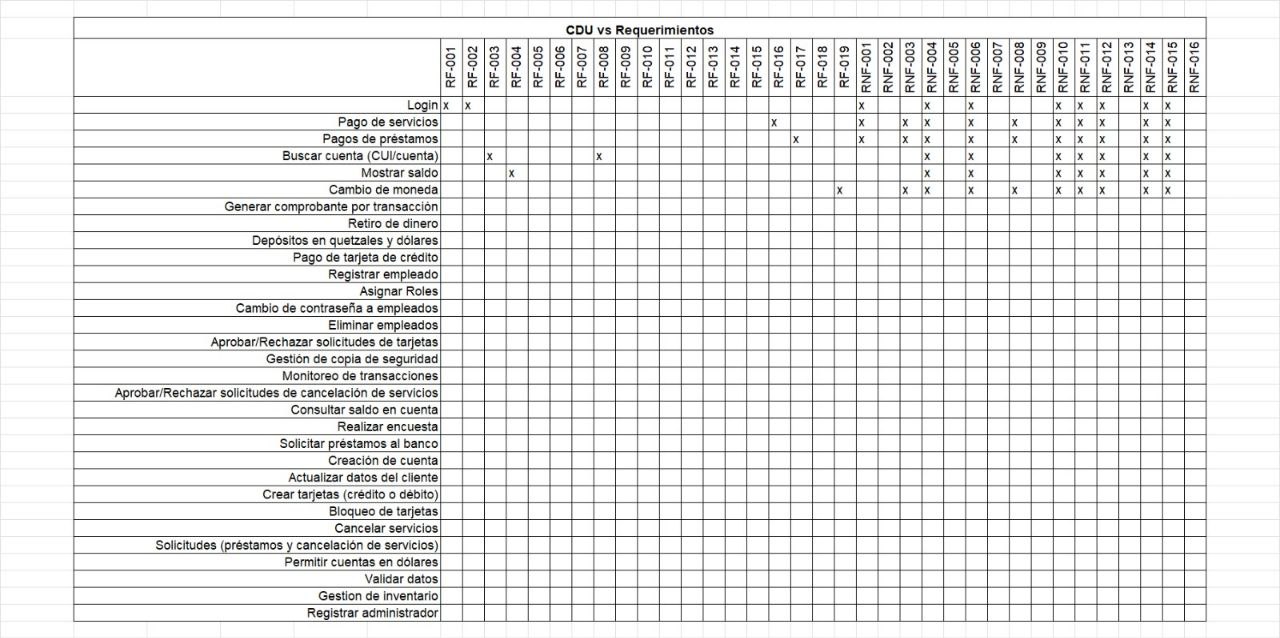 CDU vs Requerimientos
RF-001 RF-002 RF-003 RF-004 RF-005 RF-006 RF-007 RF-008 RF-009 RF-010 RF-011 RF-012 RF-013 RF-014 RF-015 RF-016 RF-017 RF-018 RF-019 RNF-001 RNF-002 RNF-003 RNF-004 RNF-005 RNF-006 RNF-007 RNF-008 RNF-009 RNF-010 RNF-011 RNF-012 RNF-013 RNF-014 RNF-015 RNF-016
Login x x x x x x x x x x
Pago de servicios x x x x x x x x x x x
Pagos de préstamos x x x x x x x x x x x
Buscar cuenta (CUI/cuenta) x x x x x x x x x
Mostrar saldo x x x x x x x x
Cambio de moneda x x x x x x x x x x
Generar comprobante por transacción
Retiro de dinero
Depósitos en quetzales y dólares
Pago de tarjeta de crédito
Registrar empleado
Asignar Roles
Cambio de contraseña a empleados
Eliminar empleados
Aprobar/Rechazar solicitudes de tarjetas
Gestión de copia de seguridad
Monitoreo de transacciones
Aprobar/Rechazar solicitudes de cancelación de servicios
Consultar saldo en cuenta
Realizar encuesta
Solicitar préstamos al banco
Creación de cuenta
Actualizar datos del cliente
Crear tarjetas (crédito o débito)
Bloqueo de tarjetas
Cancelar servicios
Solicitudes (préstamos y cancelación de servicios)
Permitir cuentas en dólares
Validar datos
Gestion de inventario
Registrar administrador